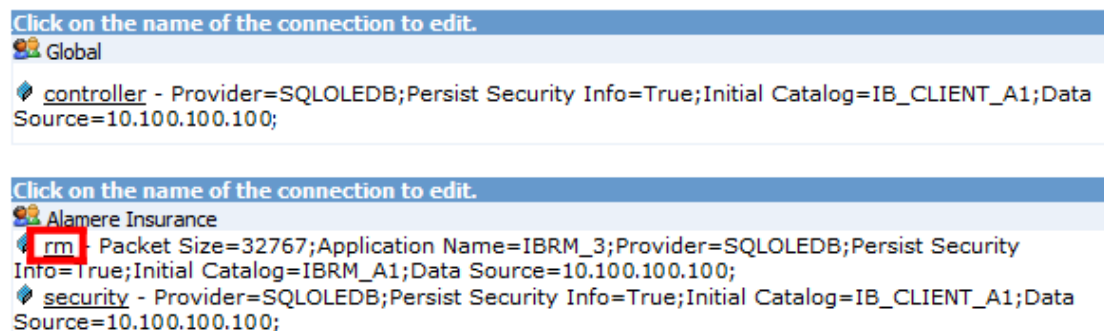 Click on the name of the connection to edit.
Global
controller - Provider=SQLOLEDB;Persist Security Info=True;Initial Catalog=IB_CLIENT_A1;Data
Source=10.100.100.100;
Click on the name of the connection to edit.
Alamere Insurance
rm - Packet Size=32767;Application Name=IBRM_3;Provider=SQLOLEDB;Persist Security
Info=True;Initial Catalog=IBRM_A1;Data Source=10.100.100.100;
security - Provider=SQLOLEDB;Persist Security Info=True;Initial Catalog=IB_CLIENT_A1;Data
Source=10.100.100.100;